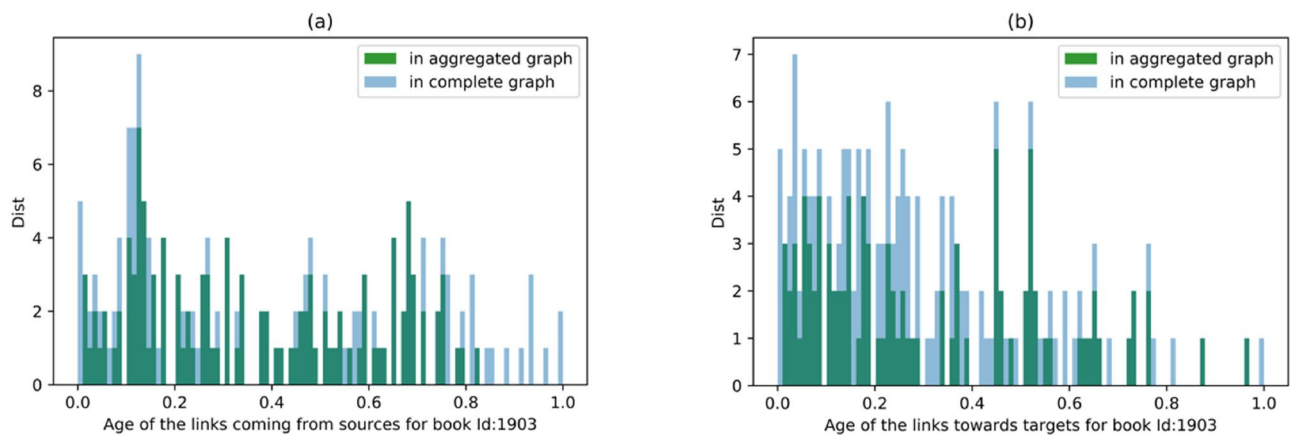 (a)
in aggregated graph
in complete graph
8
6
4
2
0
Dist
0.0 0.2 0.4 0.6 0.8 1.0
Age of the links coming from sources for book Id:1903
(b)
in aggregated graph
in complete graph
7
6
5
4
3
2
1
0
Dist
0.0 0.2 0.4 0.6 0.8 1.0
Age of the links towards targets for book Id:1903